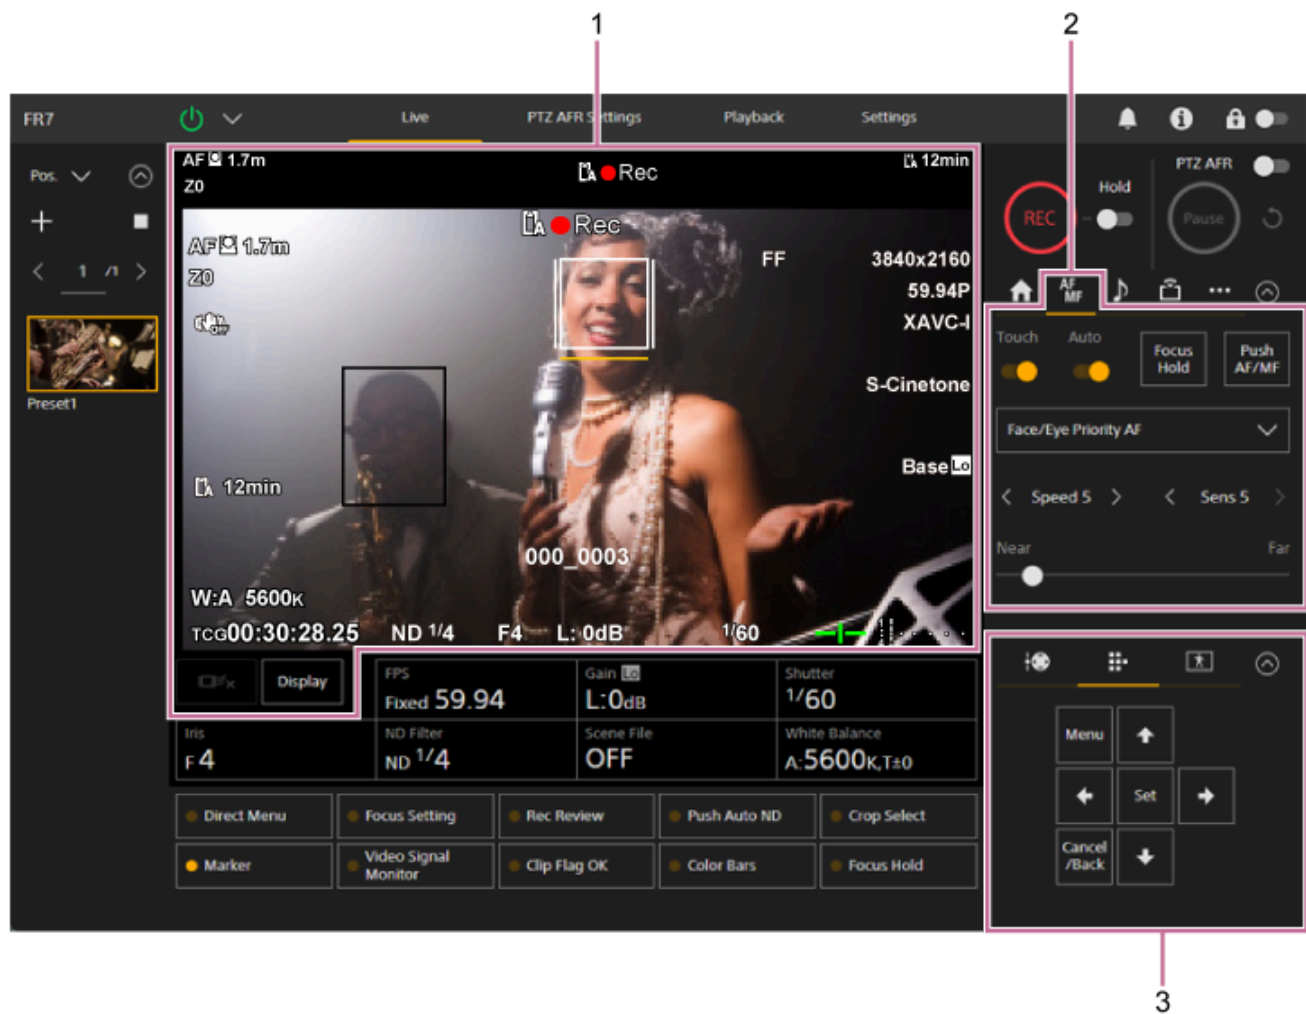 1
2
FR7
Live
PTZ AFR Settings
Playback
Settings
Pos.
1 /1
Preset1
AF 1.7m
Z0
A Rec
A 12min
A Rec
AF 1.7m
Z0
OFF
FF
3840x2160
59.94P
XAVC-I
S-Cinetone
Base Lo
A 12min
000_0003
W:A 5600K
TCG00:30:28.25 ND 1/4 F4 L: 0dB 1/60
Display
FPS
Fixed 59.94
Gain Lo
L:0dB
Shutter
1/60
Iris
F 4
ND Filter
ND 1/4
Scene File
OFF
White Balance
A:5600K,T±0
Direct Menu
Focus Setting
Rec Review
Push Auto ND
Crop Select
Marker
Video Signal
Monitor
Clip Flag OK
Color Bars
Focus Hold
REC
Hold
PTZ AFR
Pause
AF
MF
Touch
Auto
Focus
Hold
Push
AF/MF
Face/Eye Priority AF
Speed 5
Sens 5
Near
Far
Menu
Set
Cancel
/Back
3